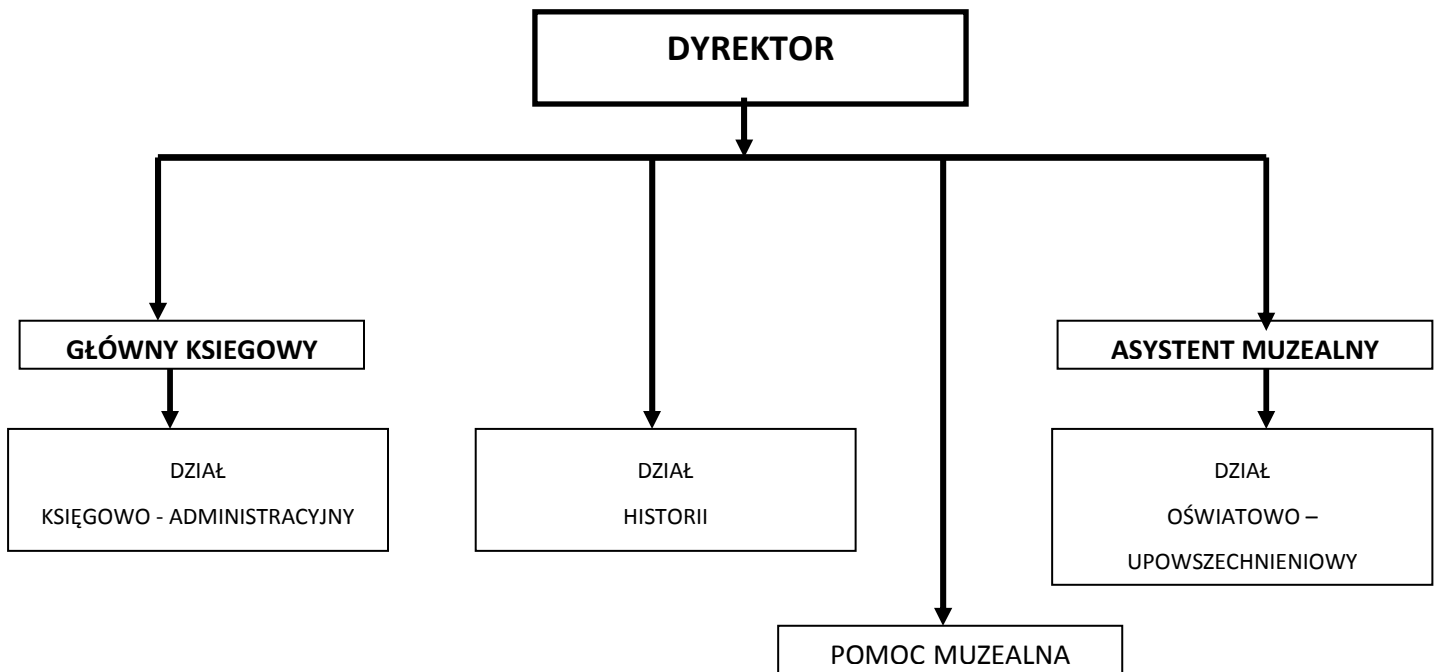 DYREKTOR
GŁÓWNY KSIEGOWY
ASYSTENT MUZEALNY
DZIAŁ
KSIĘGOWO - ADMINISTRACYJNY
DZIAŁ
HISTORII
DZIAŁ
OŚWIATOWO –
UPOWSZECHNIENIOWY
POMOC MUZEALNA